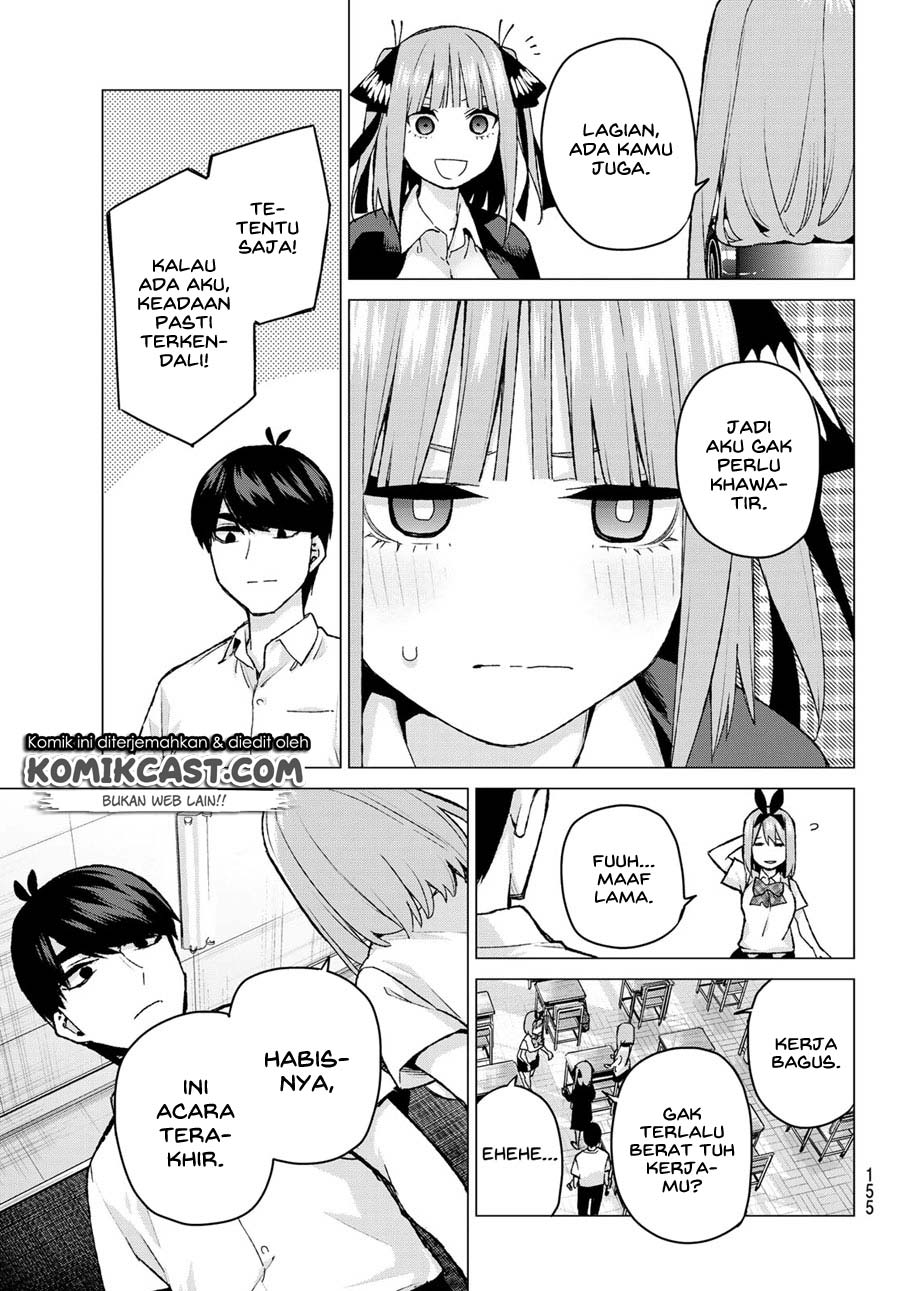 LAGIAN,
ADA KAMU
JUGA.
JADI
AKU GAK
PERLU
KHAWA-
TIR.
TE-
TENTU
SAJA!
KALAU
ADA AKU,
KEADAAN
PASTI
TERKEN-
DALI!
Komik ini diterjemahkan & diedit oleh
KOMIKCAST.COM
BUKAN WEB LAIN!!
FUUH...
MAAF
LAMA.
KERJA
BAGUS.
GAK
TERLALU
BERAT TUH
KERJA-
MU?
EHEHE...
HABIS-
NYA,
INI
ACARA
TERA-
KHIR.
155